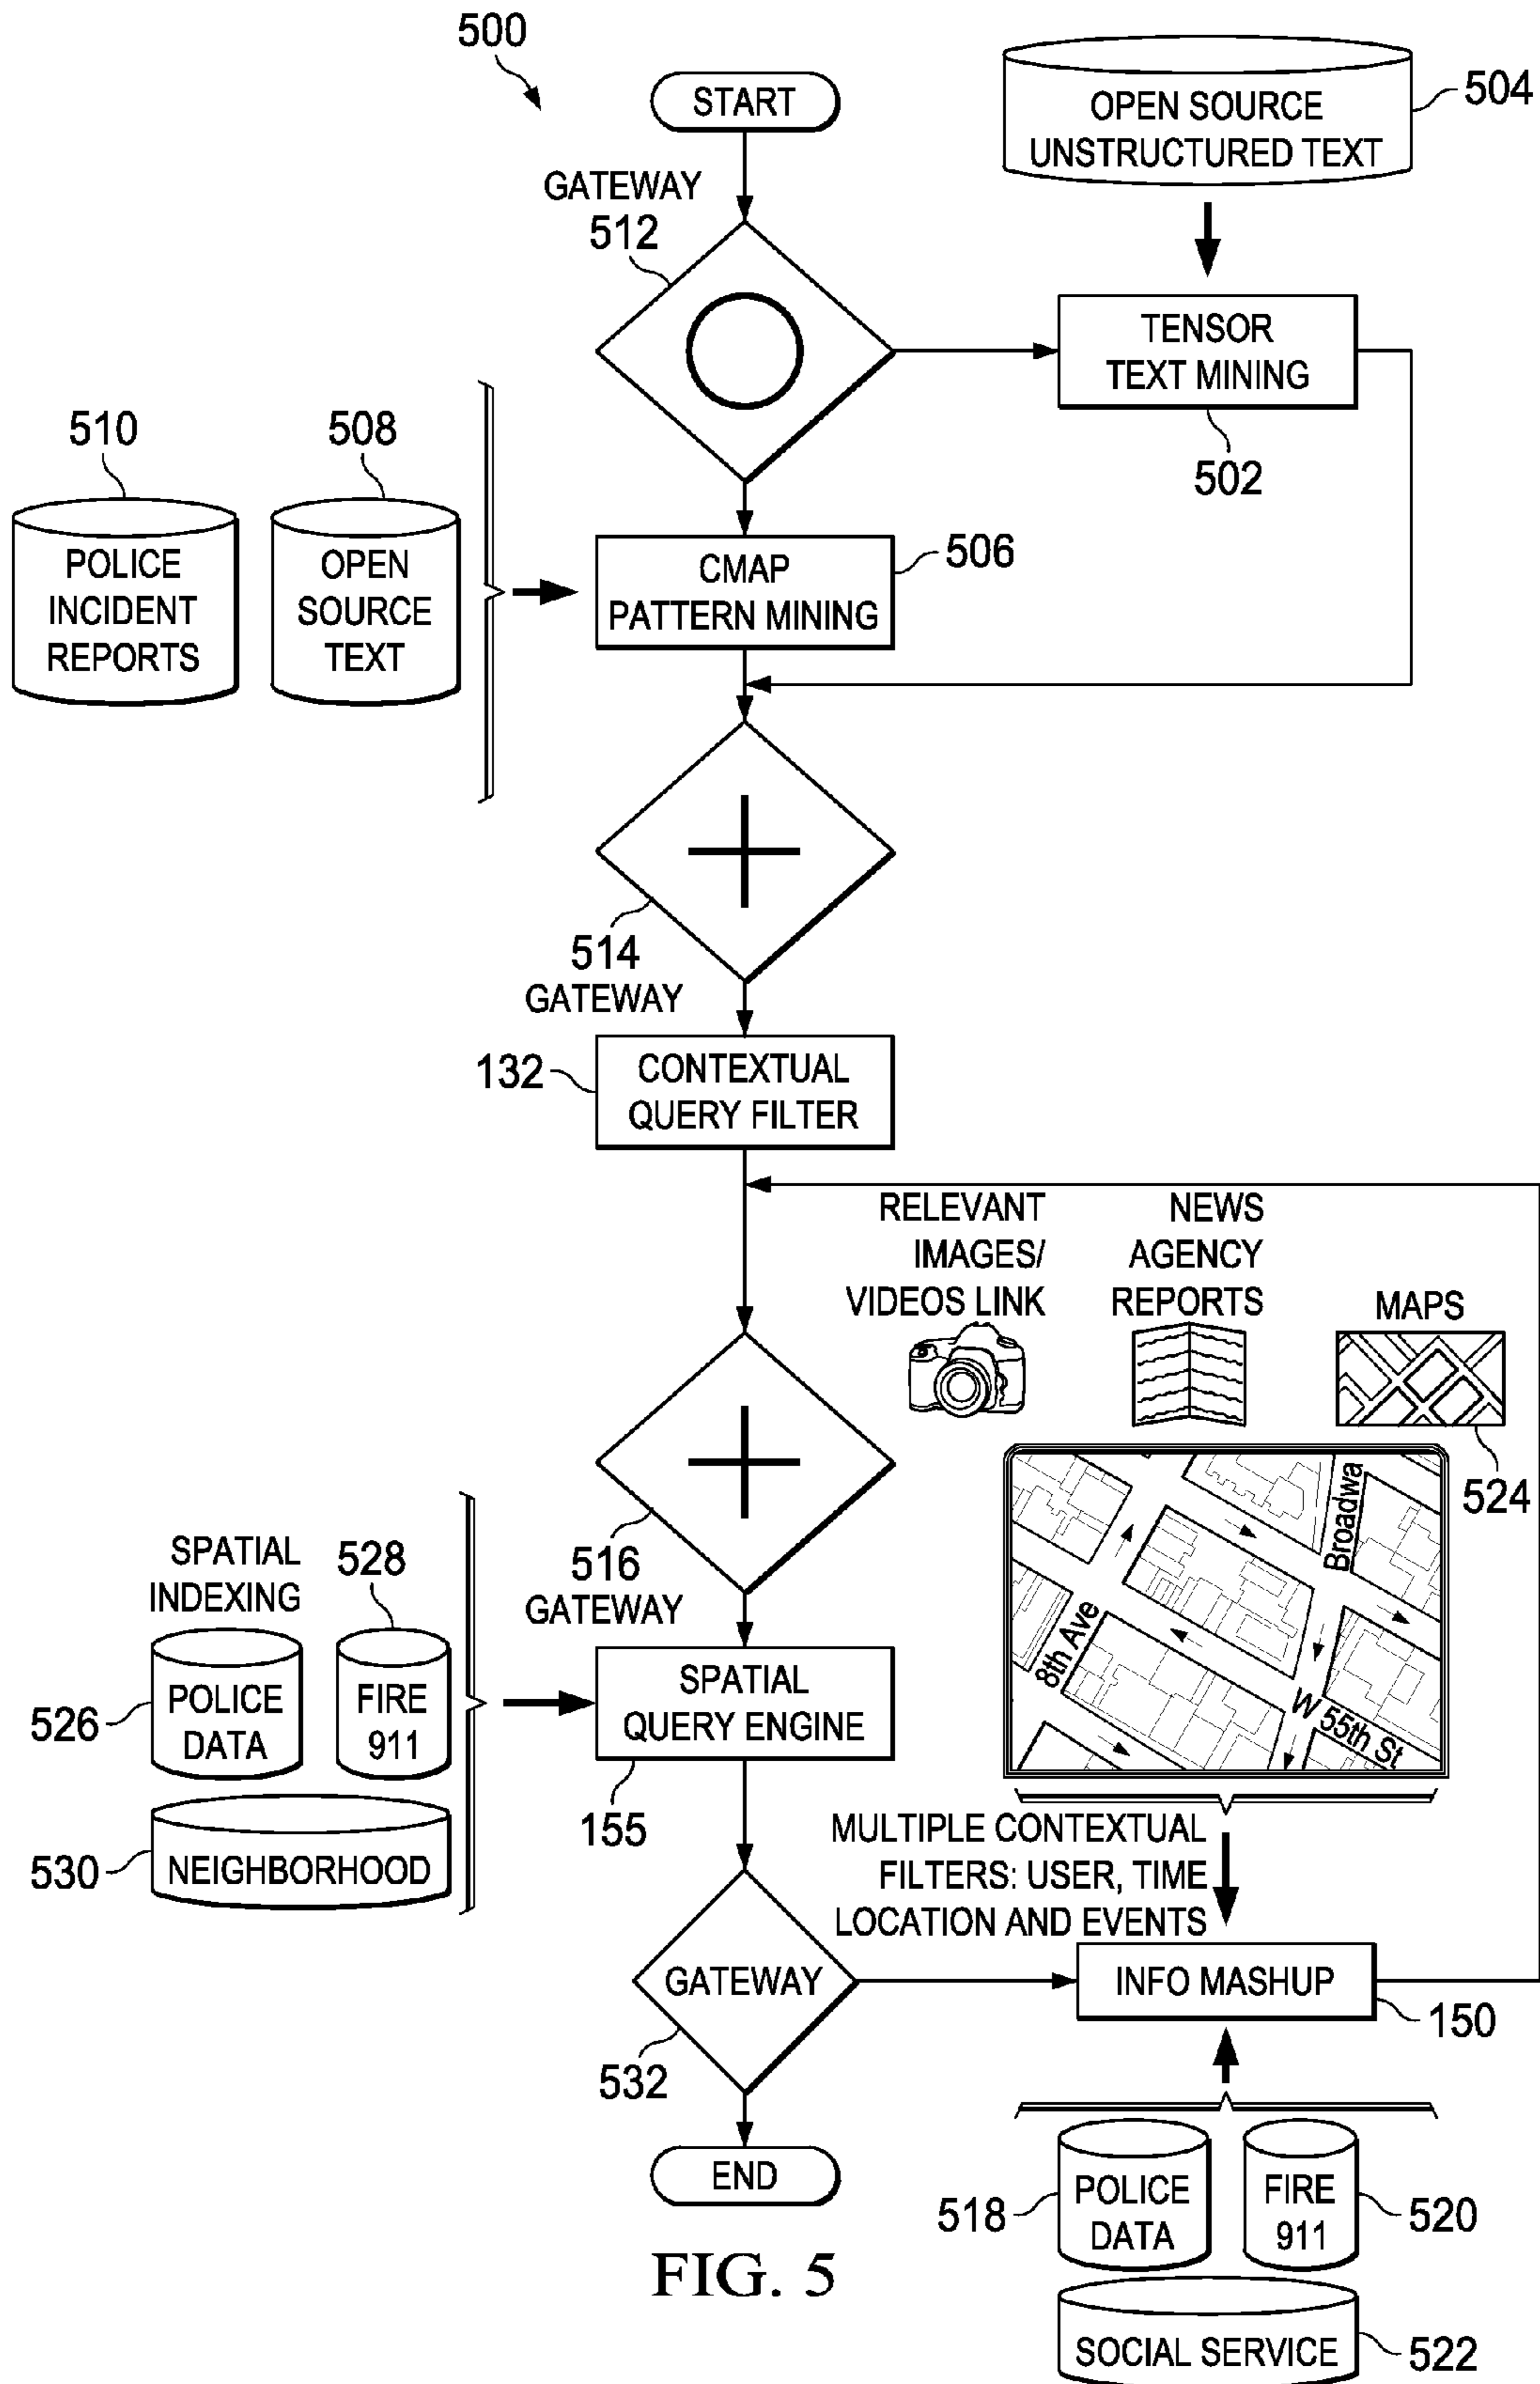 500
START
OPEN SOURCE
UNSTRUCTURED TEXT
504
GATEWAY
512
TENSOR
TEXT MINING
502
510
508
POLICE
INCIDENT
REPORTS
OPEN
SOURCE
TEXT
CMAP
PATTERN MINING
506
514
GATEWAY
132
CONTEXTUAL
QUERY FILTER
RELEVANT
IMAGES/
VIDEOS LINK
NEWS
AGENCY
REPORTS
MAPS
524
Broadwa
8th Ave
W 55th St
516
GATEWAY
SPATIAL
INDEXING
528
526
POLICE
DATA
FIRE
911
530
NEIGHBORHOOD
SPATIAL
QUERY ENGINE
155
MULTIPLE CONTEXTUAL
FILTERS: USER, TIME
LOCATION AND EVENTS
GATEWAY
532
INFO MASHUP
150
END
518
POLICE
DATA
FIRE
911
520
SOCIAL SERVICE
522
FIG. 5